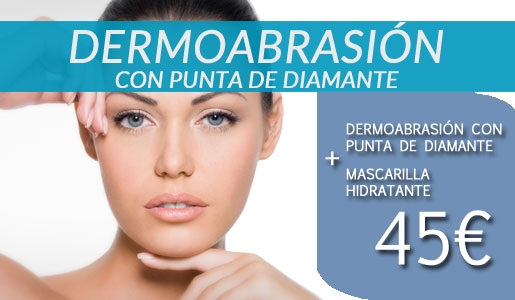 DERMOABRASIÓN
CON PUNTA DE DIAMANTE
DERMOABRASIÓN CON
PUNTA DE DIAMANTE
+
MASCARILLA
HIDRATANTE
45€